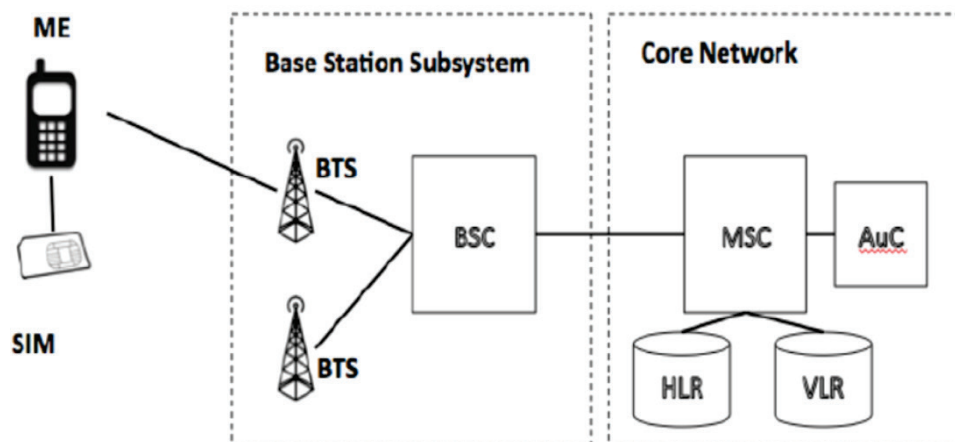 ME
SIM
Base Station Subsystem
BTS
BTS
BSC
Core Network
MSC
AuC
HLR
VLR